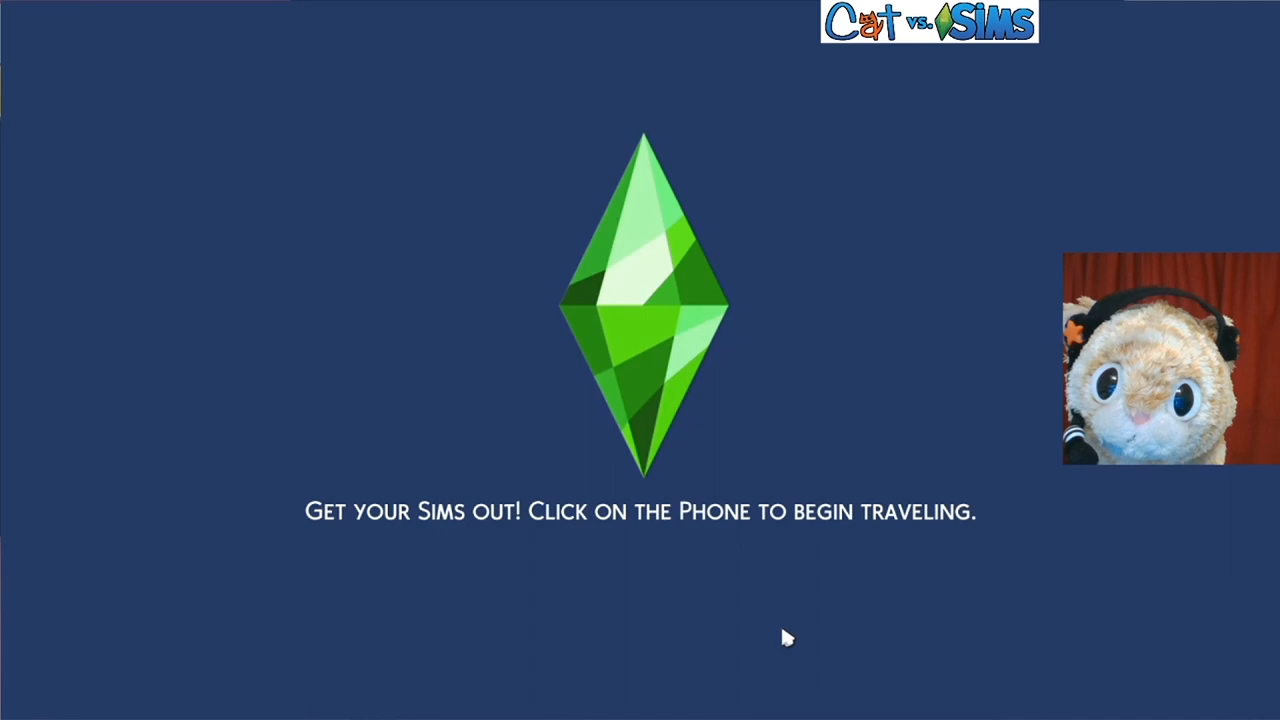 Cat vs. SiMS
GET YOUR SIMS OUT! CLICK ON THE PHONE TO BEGIN TRAVELING.